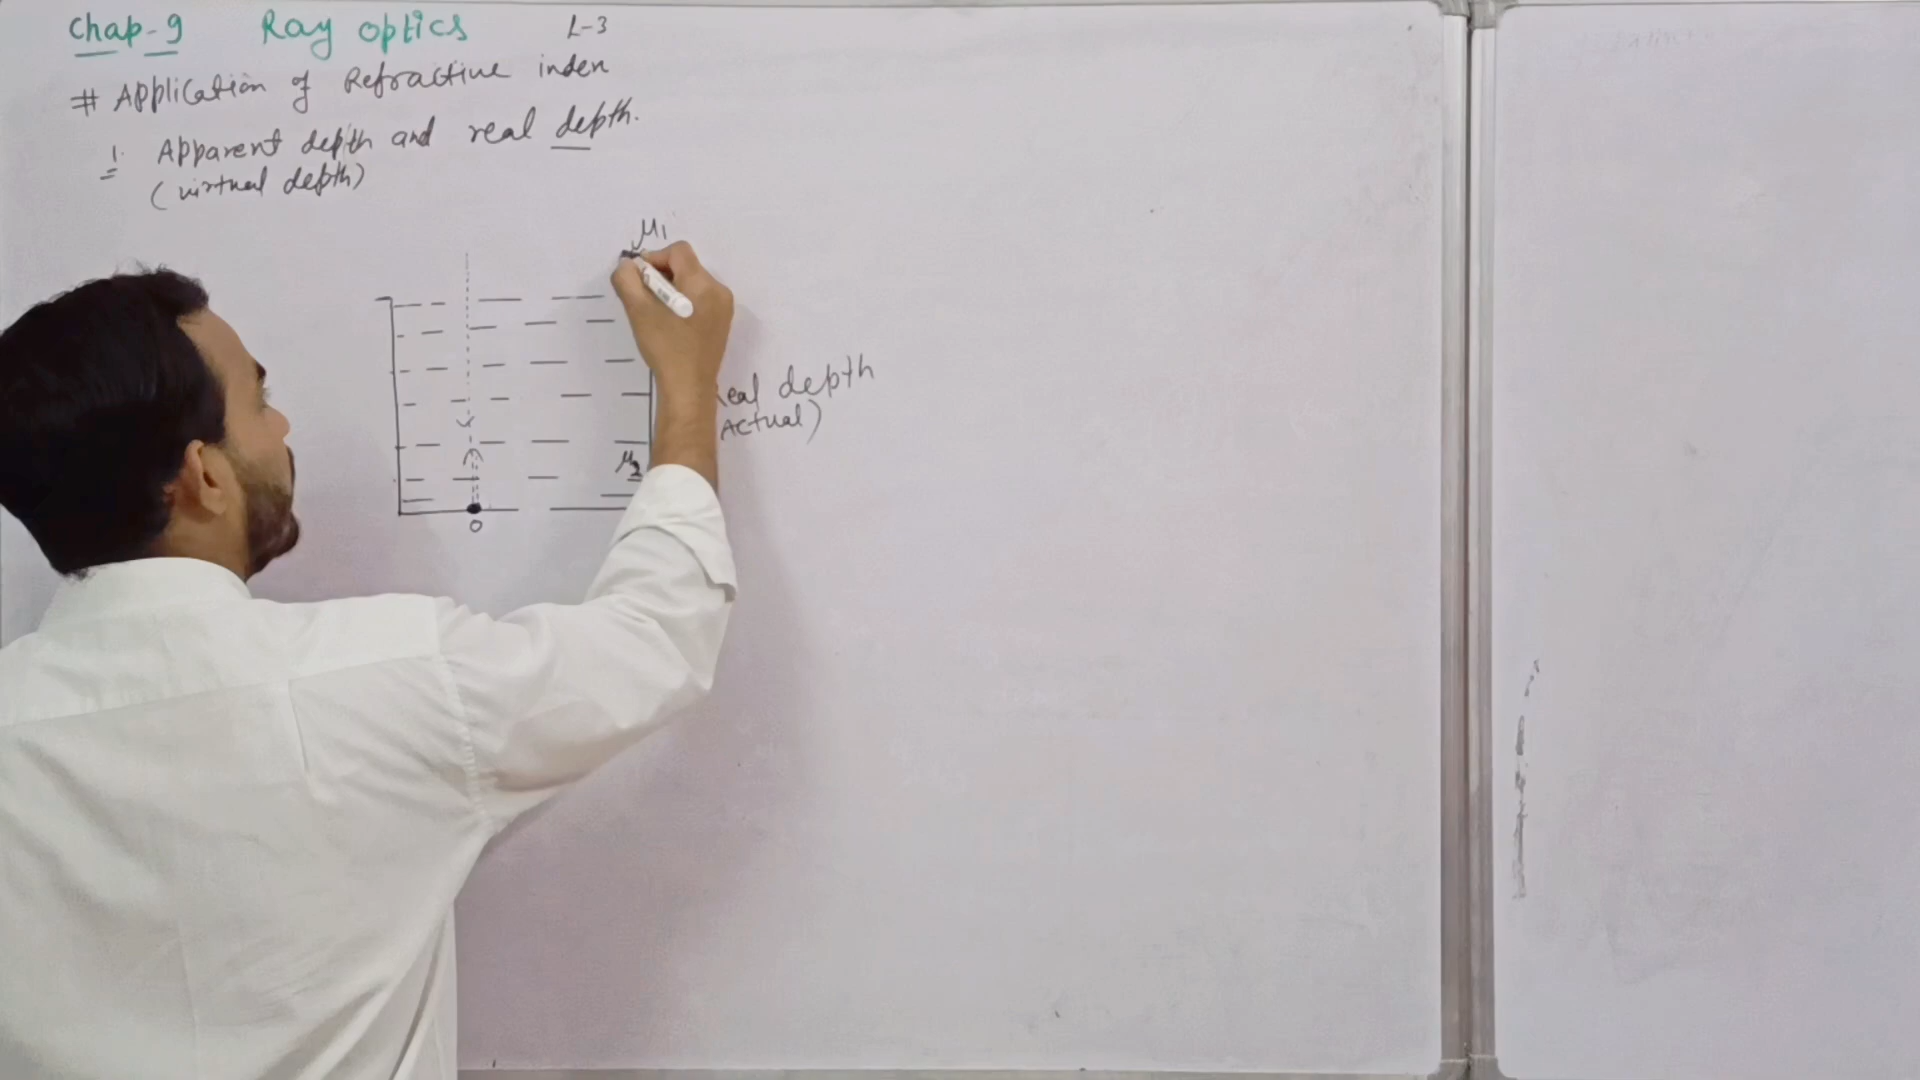 Chap-9 Ray optics L-3
# Application of Refractive index
1. Apparent depth and real depth.
(virtual depth)
μ1
eal depth
Actual)
μ2
O